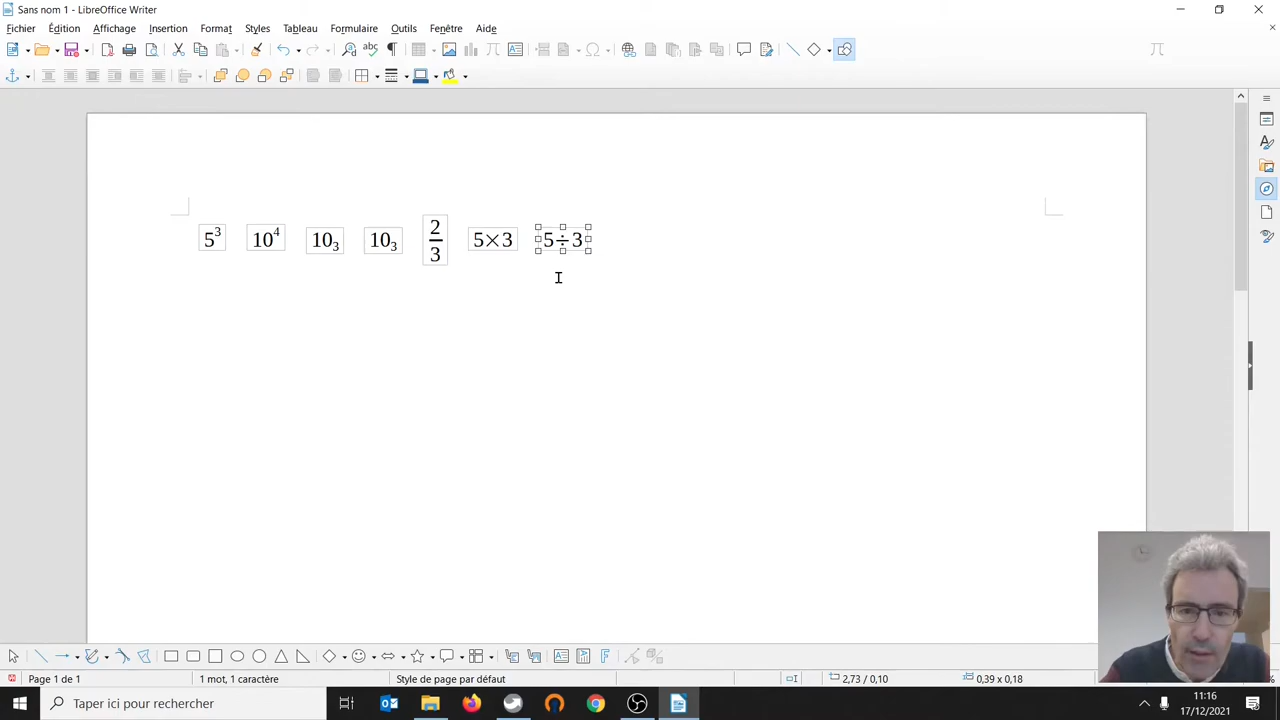 Sans nom 1 - LibreOffice Writer
Fichier Édition Affichage Insertion Format Styles Tableau Formulaire Outils Fenêtre Aide
5³ 10⁴ 10₃ 10₃ 2/3 5×3 5÷3
Page 1 de 1 1 mot, 1 caractère Style de page par défaut 2,73 / 0,10 0,39 x 0,18
Taper ici pour rechercher
11:16
17/12/2021